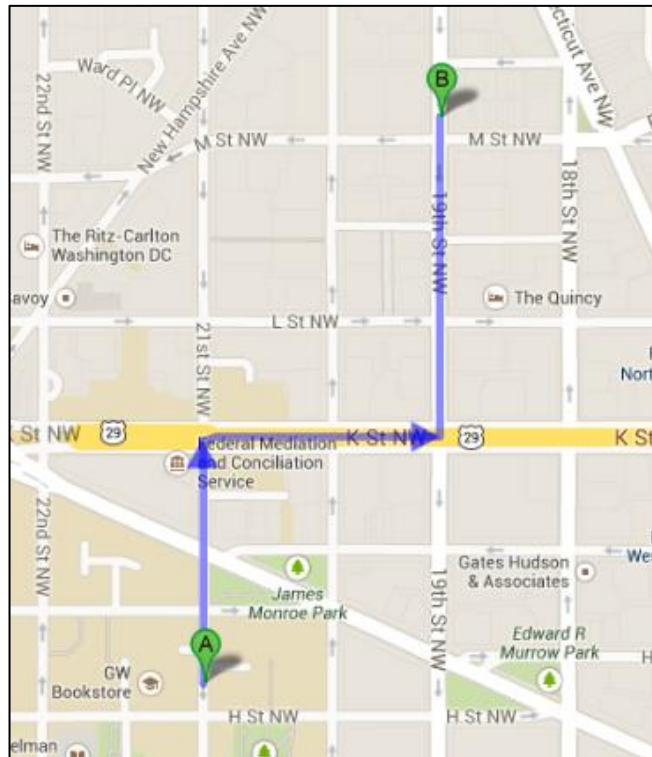 22nd St NW
Ward Pl NW
New Hampshire Ave NW
B
M St NW
M St NW
18th St NW
19th St NW
The Ritz-Carlton
Washington DC
The Quincy
L St NW
21st St NW
K St NW
29
K St NW
29
K St
Federal Mediation
and Conciliation
Service
22nd St NW
19th St NW
James
Monroe Park
Gates Hudson
& Associates
Edward R
Murrow Park
A
GW
Bookstore
H St NW
H St NW
H